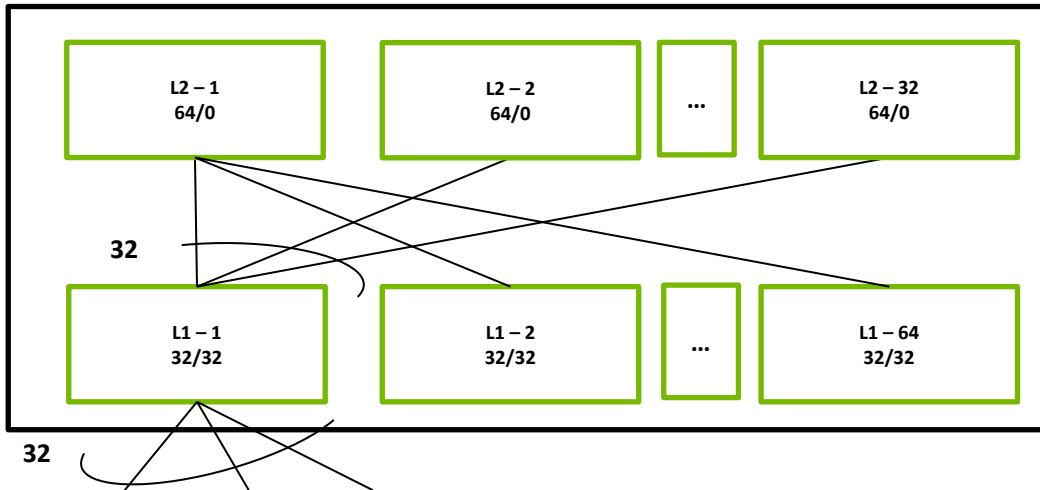 L2 – 1
64/0
L2 – 2
64/0
...
L2 – 32
64/0
32
L1 – 1
32/32
L1 – 2
32/32
...
L1 – 64
32/32
32